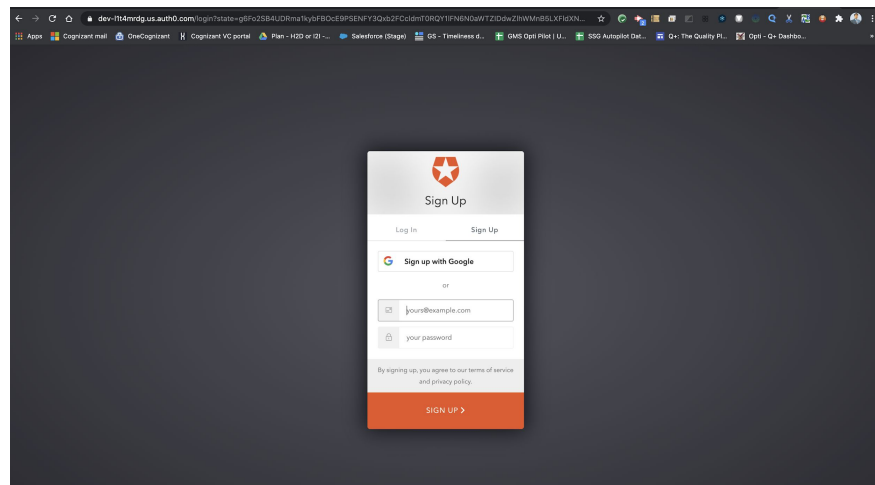 dev-l1t4mrdg.us.auth0.com/login?state=g6Fo2SB4UDRma1kybFBOcE9PSENFY3Qxb2FCcldmT0RQY1lFN6N0aWTZIDdwZlhWMnB5LXFldXN...
Apps Cognizant mail OneCognizant Cognizant VC portal Plan - H2D or I2I -... Salesforce (Stage) GS - Timeliness d... GMS Opti Pilot | U... SSG Autopilot Dat... Q+: The Quality Pl... Opti - Q+ Dashbo... »
Sign Up
Log In Sign Up
Sign up with Google
or
yours@example.com
your password
By signing up, you agree to our terms of service
and privacy policy.
SIGN UP >